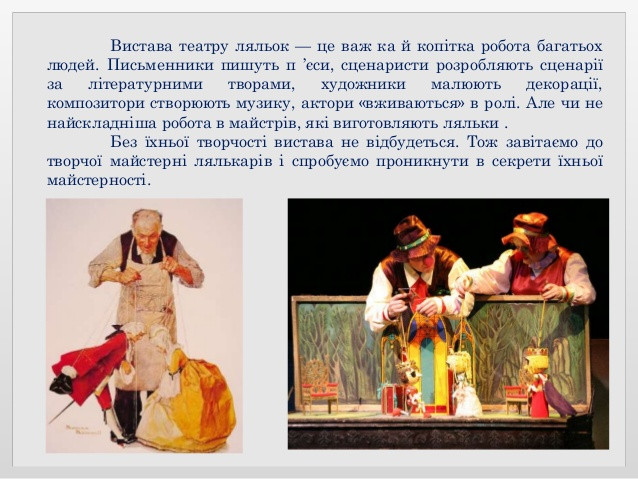 Вистава театру ляльок — це важ ка й копітка робота багатьох
людей. Письменники пишуть п ’єси, сценаристи розробляють сценарії
за літературними творами, художники малюють декорації,
композитори створюють музику, актори «вживаються» в ролі. Але чи не
найскладніша робота в майстрів, які виготовляють ляльки .
Без їхньої творчості вистава не відбудеться. Тож завітаємо до
творчої майстерні лялькарів і спробуємо проникнути в секрети їхньої
майстерності.